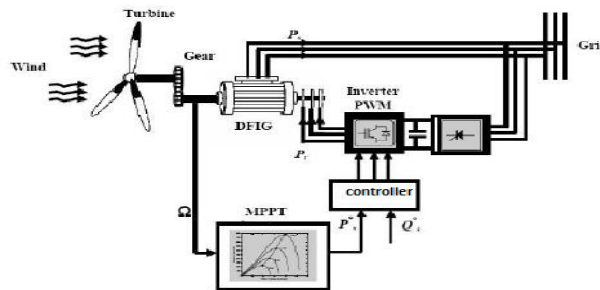 Turbine
Wind
Gear
DFIG
Pₛ
Gri
Inverter
PWM
Pᵣ
controller
Ω
MPPT
P*ₛ
Q*ₛ